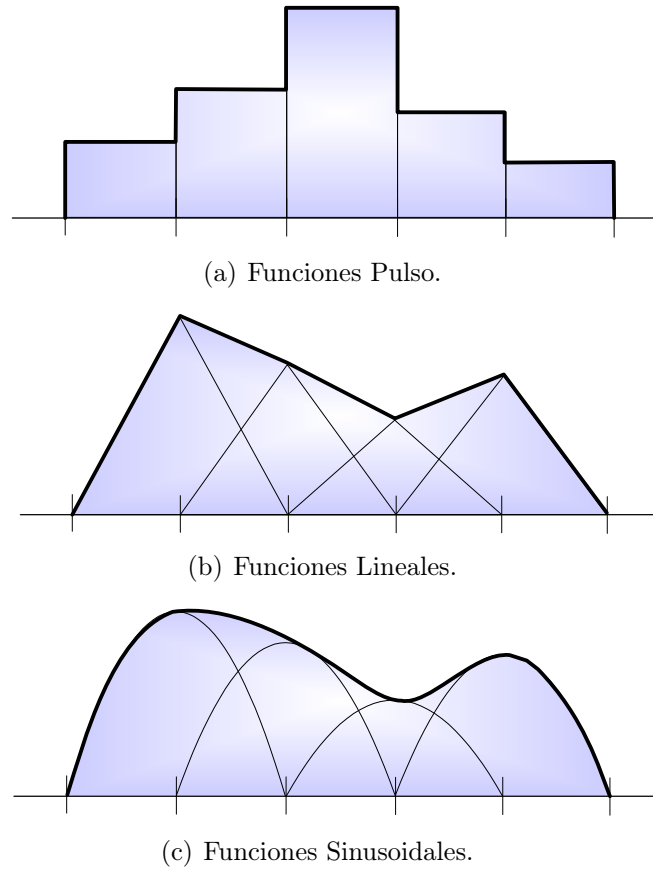 (a) Funciones Pulso.
(b) Funciones Lineales.
(c) Funciones Sinusoidales.